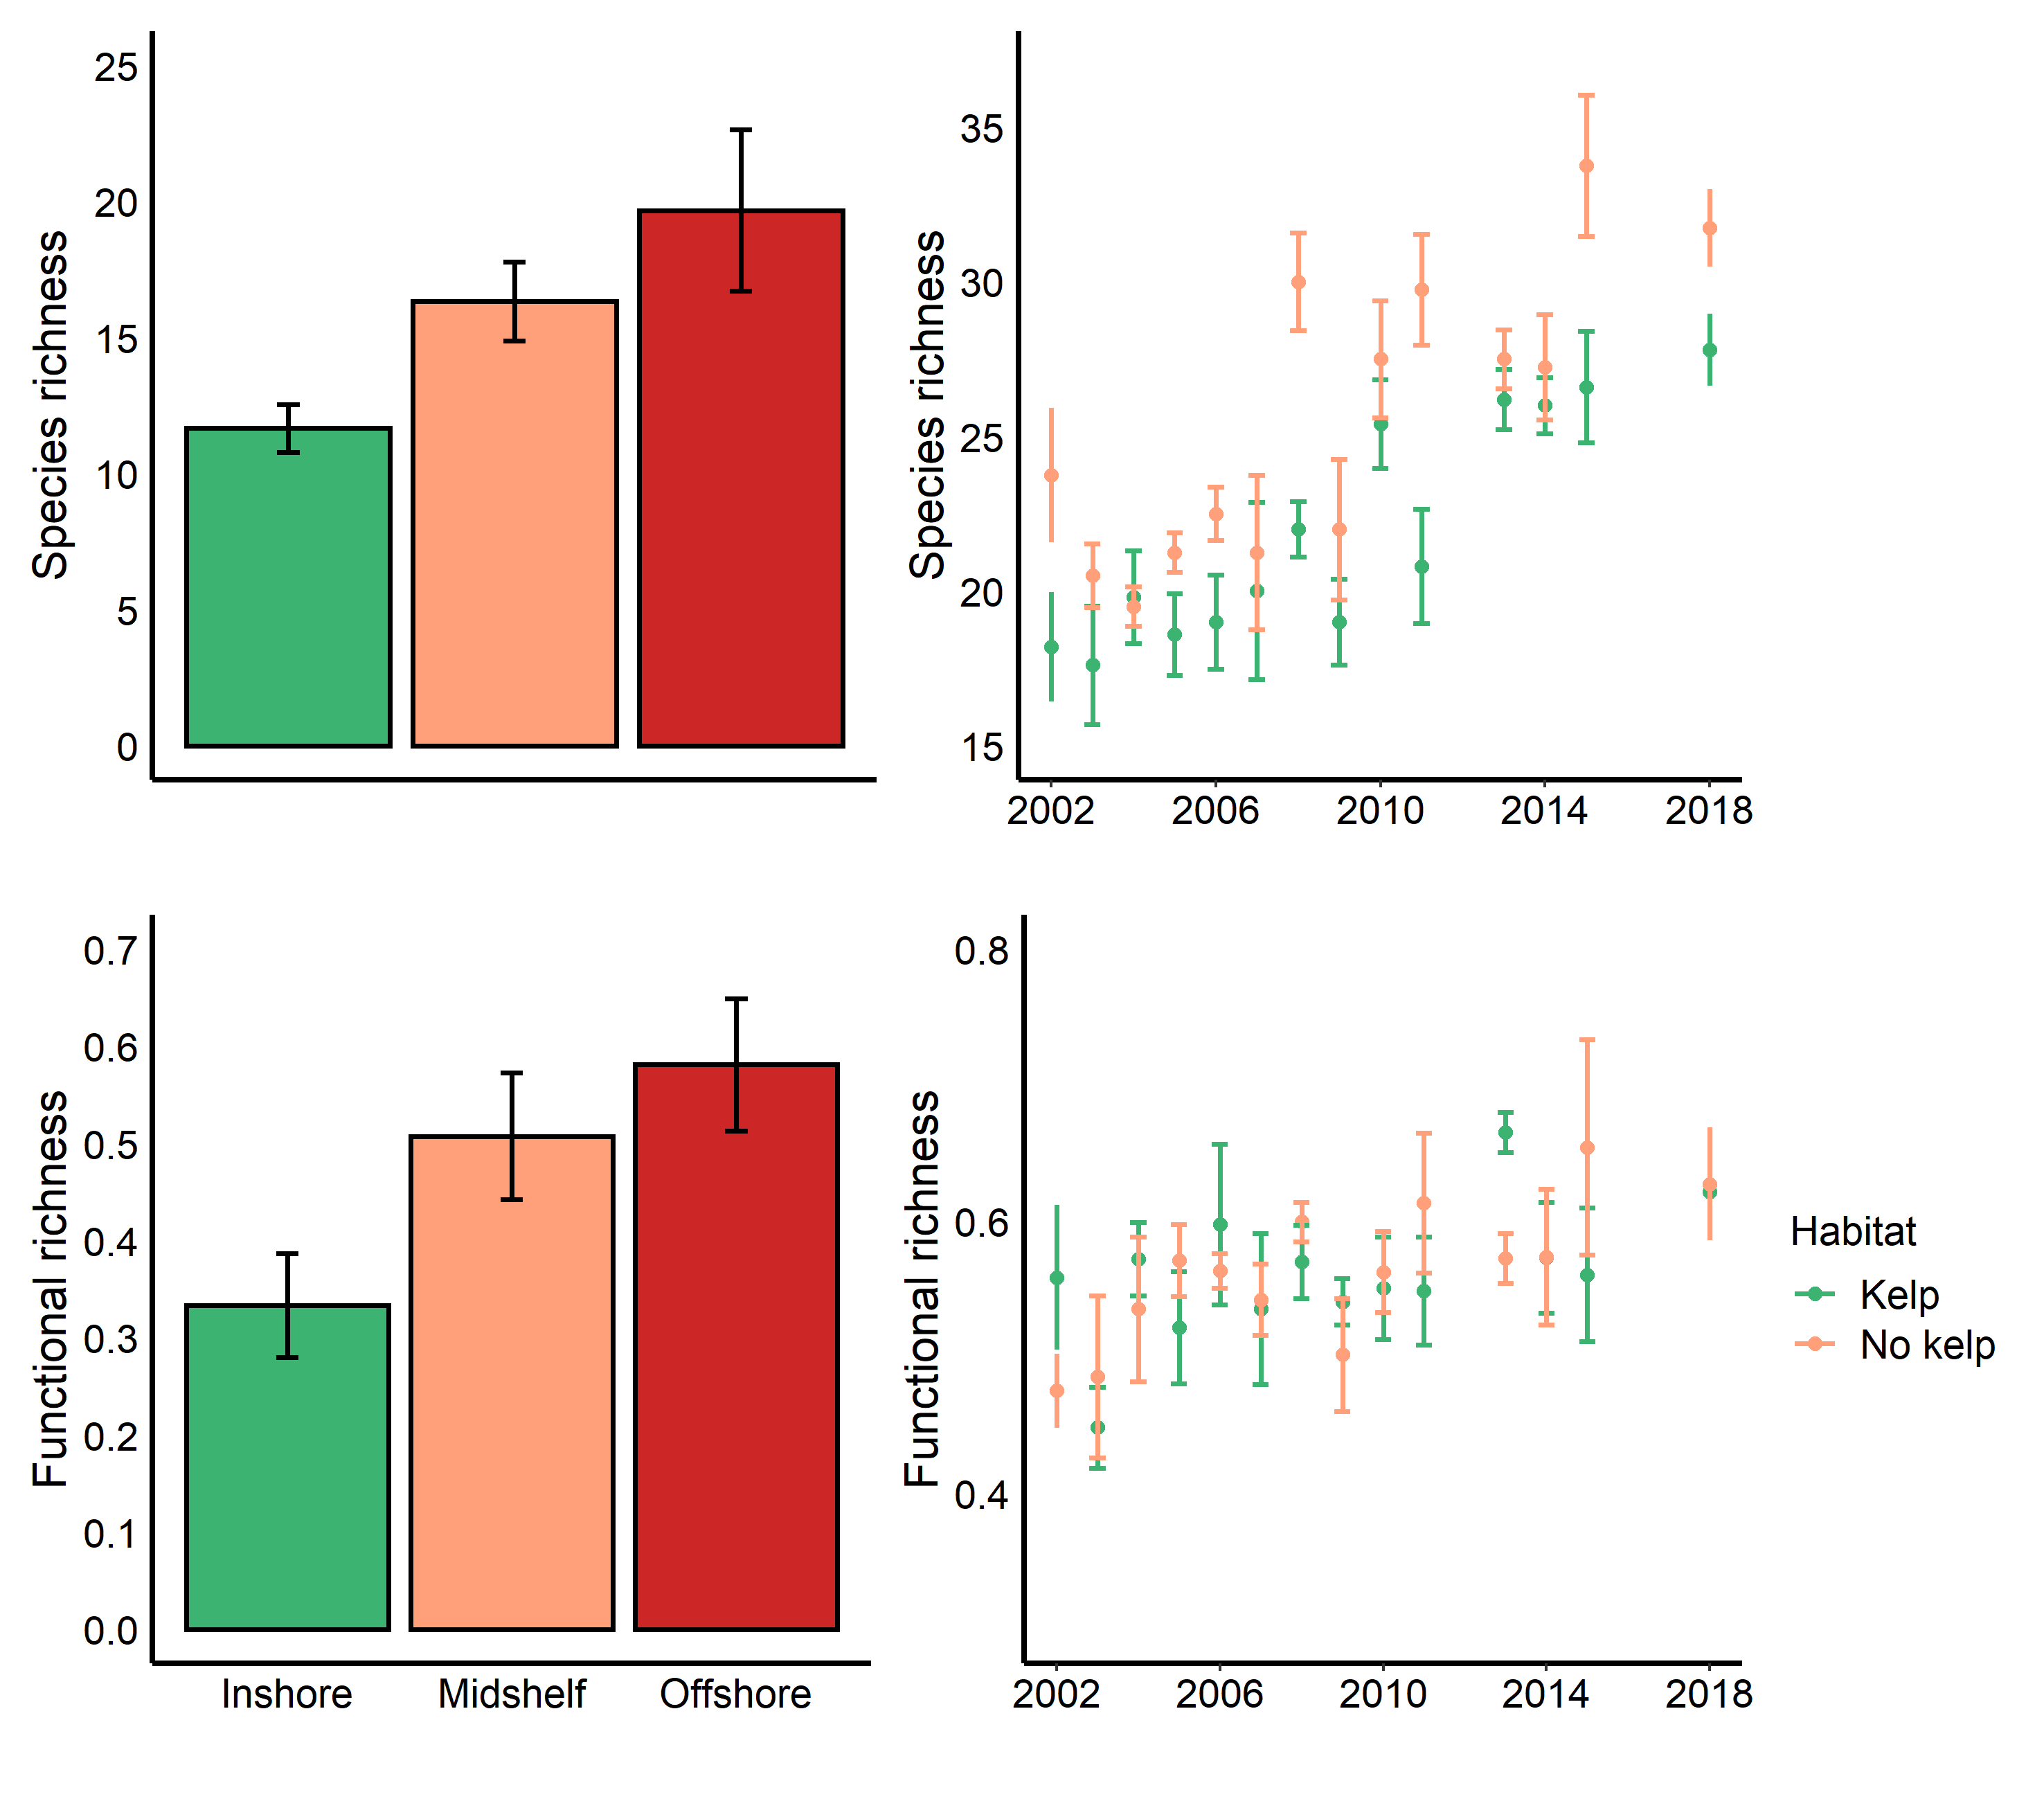 Species richness
25
20
15
10
5
0
Species richness
35
30
25
20
15
2002 2006 2010 2014 2018
Functional richness
0.7
0.6
0.5
0.4
0.3
0.2
0.1
0.0
Inshore Midshelf Offshore
Functional richness
0.8
0.6
0.4
2002 2006 2010 2014 2018
Habitat
Kelp
No kelp